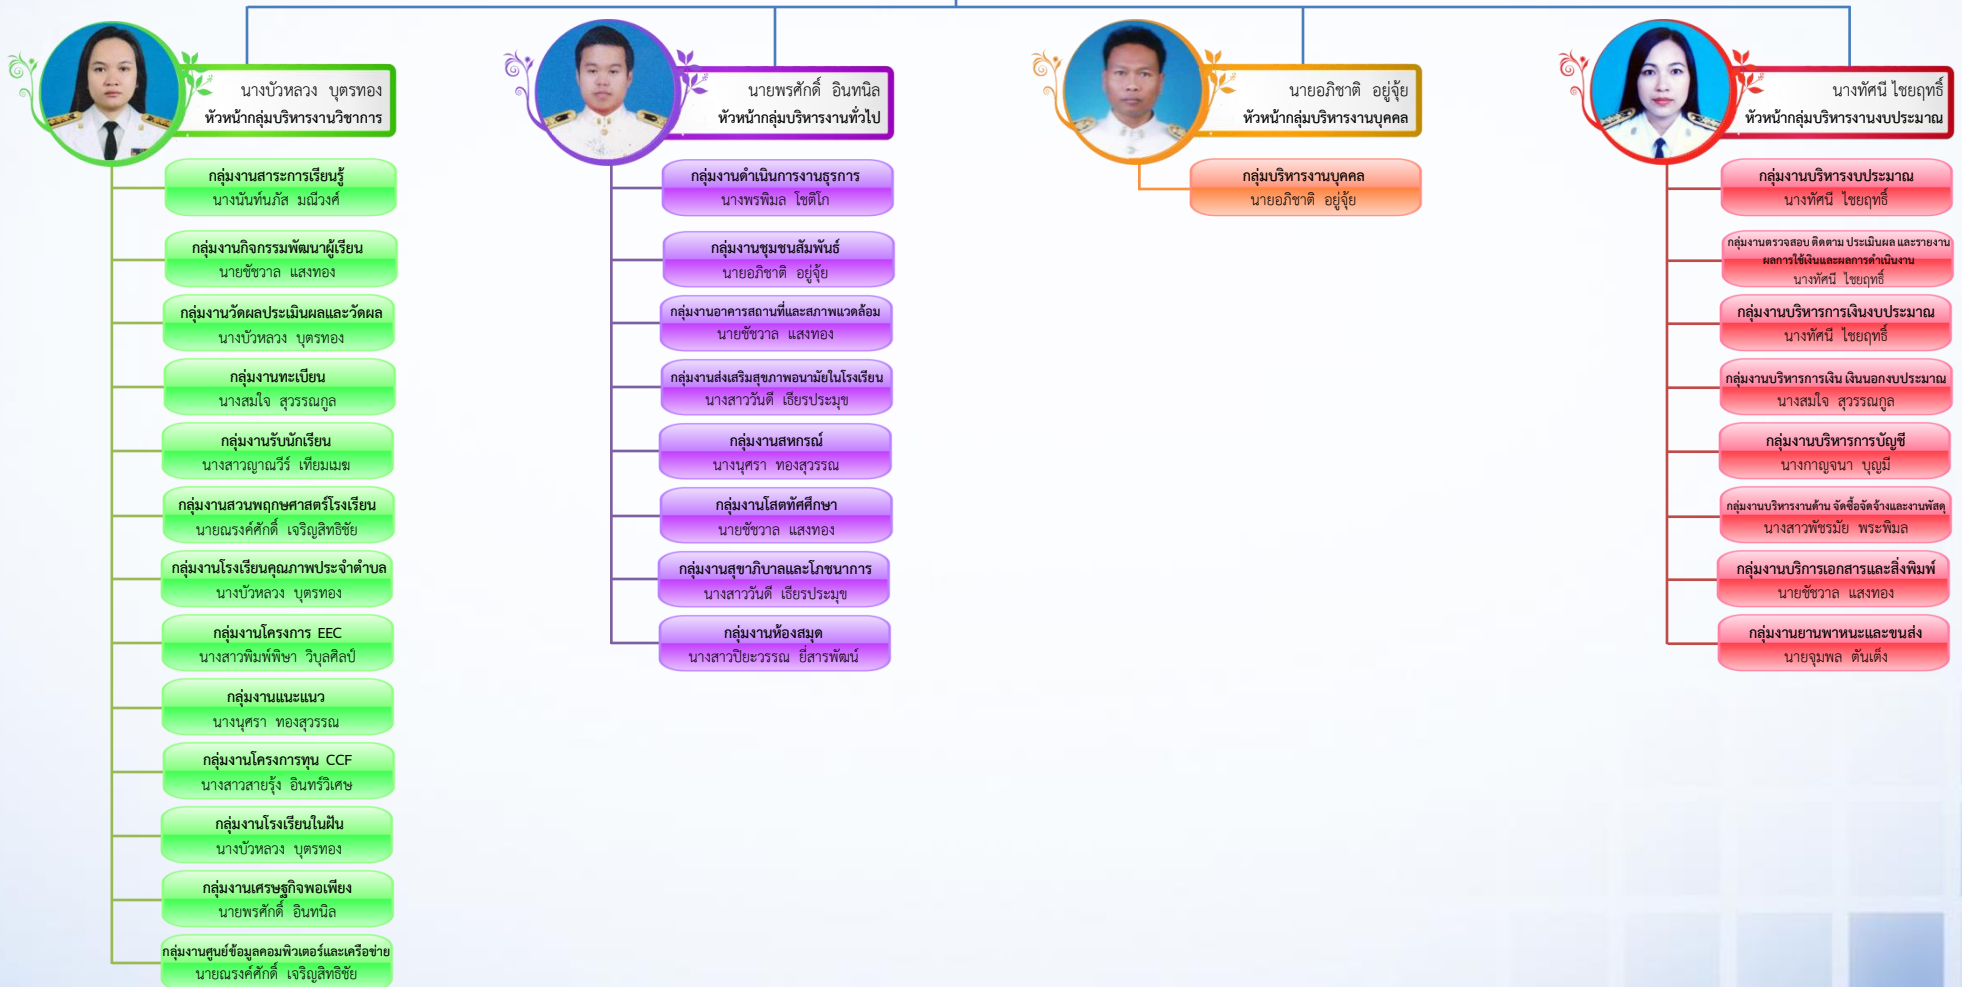 นางบัวหลวง บุตรทอง
หัวหน้ากลุ่มบริหารงานวิชาการ
กลุ่มงานสาระการเรียนรู้
นางนันท์นภัส มณีวงศ์
กลุ่มงานกิจกรรมพัฒนาผู้เรียน
นายชัชวาล แสงทอง
กลุ่มงานวัดผลประเมินผลและวัดผล
นางบัวหลวง บุตรทอง
กลุ่มงานทะเบียน
นางสมใจ สุวรรณกูล
กลุ่มงานรับนักเรียน
นางสาวญาณวีร์ เทียมเมฆ
กลุ่มงานสวนพฤกษศาสตร์โรงเรียน
นายณรงค์ศักดิ์ เจริญสิทธิชัย
กลุ่มงานโรงเรียนคุณภาพประจำตำบล
นางบัวหลวง บุตรทอง
กลุ่มงานโครงการ EEC
นางสาวพิมพ์พิษา วิบุลศิลป์
กลุ่มงานแนะแนว
นางนุศรา ทองสุวรรณ
กลุ่มงานโครงการทุน CCF
นางสาวสายรุ้ง อินทร์วิเศษ
กลุ่มงานโรงเรียนในฝัน
นางบัวหลวง บุตรทอง
กลุ่มงานเศรษฐกิจพอเพียง
นายพรศักดิ์ อินทนิล
กลุ่มงานศูนย์ข้อมูลคอมพิวเตอร์และเครือข่าย
นายณรงค์ศักดิ์ เจริญสิทธิชัย
นายพรศักดิ์ อินทนิล
หัวหน้ากลุ่มบริหารงานทั่วไป
กลุ่มงานดำเนินการงานธุรการ
นางพรพิมล โชติโก
กลุ่มงานชุมชนสัมพันธ์
นายอภิชาติ อยู่จุ้ย
กลุ่มงานอาคารสถานที่และสภาพแวดล้อม
นายชัชวาล แสงทอง
กลุ่มงานส่งเสริมสุขภาพอนามัยในโรงเรียน
นางสาววันดี เธียรประมุข
กลุ่มงานสหกรณ์
นางนุศรา ทองสุวรรณ
กลุ่มงานโสตทัศศึกษา
นายชัชวาล แสงทอง
กลุ่มงานสุขาภิบาลและโภชนาการ
นางสาววันดี เธียรประมุข
กลุ่มงานห้องสมุด
นางสาวปิยะวรรณ ยี่สารพัฒน์
นายอภิชาติ อยู่จุ้ย
หัวหน้ากลุ่มบริหารงานบุคคล
กลุ่มบริหารงานบุคคล
นายอภิชาติ อยู่จุ้ย
นางทัศนี ไชยฤทธิ์
หัวหน้ากลุ่มบริหารงานงบประมาณ
กลุ่มงานบริหารงบประมาณ
นางทัศนี ไชยฤทธิ์
กลุ่มงานตรวจสอบ ติดตาม ประเมินผล และรายงาน
ผลการใช้เงินและผลการดำเนินงาน
นางทัศนี ไชยฤทธิ์
กลุ่มงานบริหารการเงินงบประมาณ
นางทัศนี ไชยฤทธิ์
กลุ่มงานบริหารการเงิน เงินนอกงบประมาณ
นางสมใจ สุวรรณกูล
กลุ่มงานบริหารการบัญชี
นางกาญจนา บุญมี
กลุ่มงานบริหารงานด้าน จัดซื้อจัดจ้างและงานพัสดุ
นางสาวพัชรมัย พระพิมล
กลุ่มงานบริการเอกสารและสิ่งพิมพ์
นายชัชวาล แสงทอง
กลุ่มงานยานพาหนะและขนส่ง
นายจุมพล ตันเต็ง